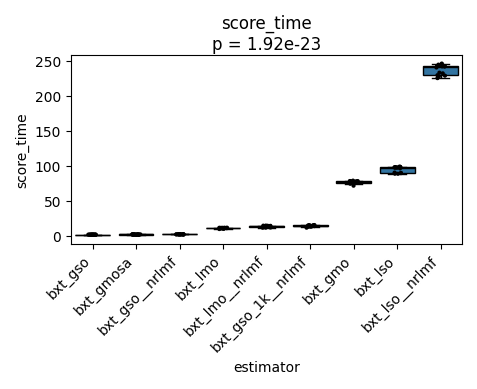 score_time
p = 1.92e-23
score_time
250
200
150
100
50
0
bxt_gso
bxt_gmosa
bxt_gso__nrlmf
bxt_lmo
bxt_lmo__nrlmf
bxt_gso_1k__nrlmf
bxt_gmo
bxt_lso
bxt_lso__nrlmf
estimator